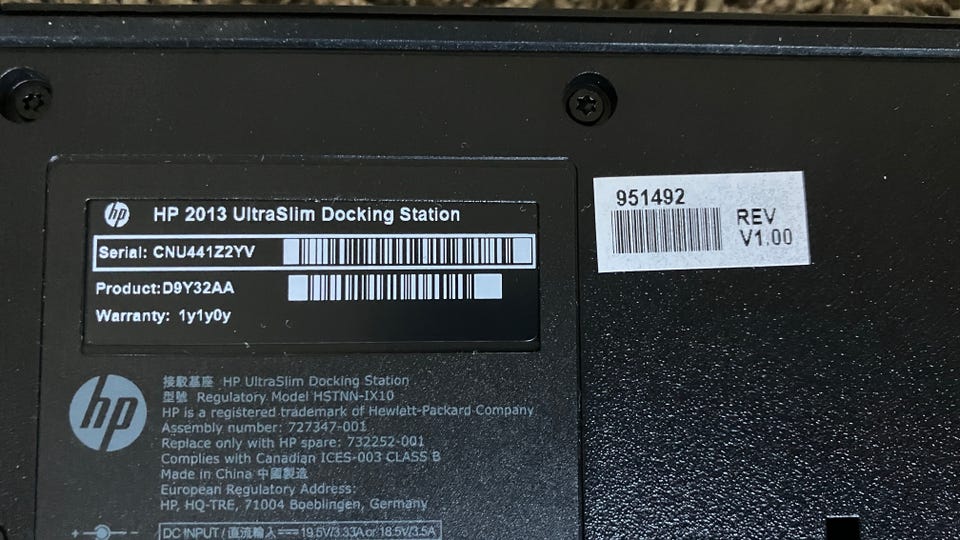 hp HP 2013 UltraSlim Docking Station
Serial: CNU441Z2YV
Product:D9Y32AA
Warranty: 1y1y0y
951492
REV
V1.00
hp
接駁基座 HP UltraSlim Docking Station
型號 Regulatory Model HSTNN-IX10
HP is a registered trademark of Hewlett-Packard Company
Assembly number: 727347-001
Replace only with HP spare: 732252-001
Complies with Canadian ICES-003 CLASS B
Made in China 中國製造
European Regulatory Address:
HP, HQ-TRE, 71004 Boeblingen, Germany
DC INPUT / 直流輸入 ⎓ 19.5V/3.33A or 18.5V/3.5A